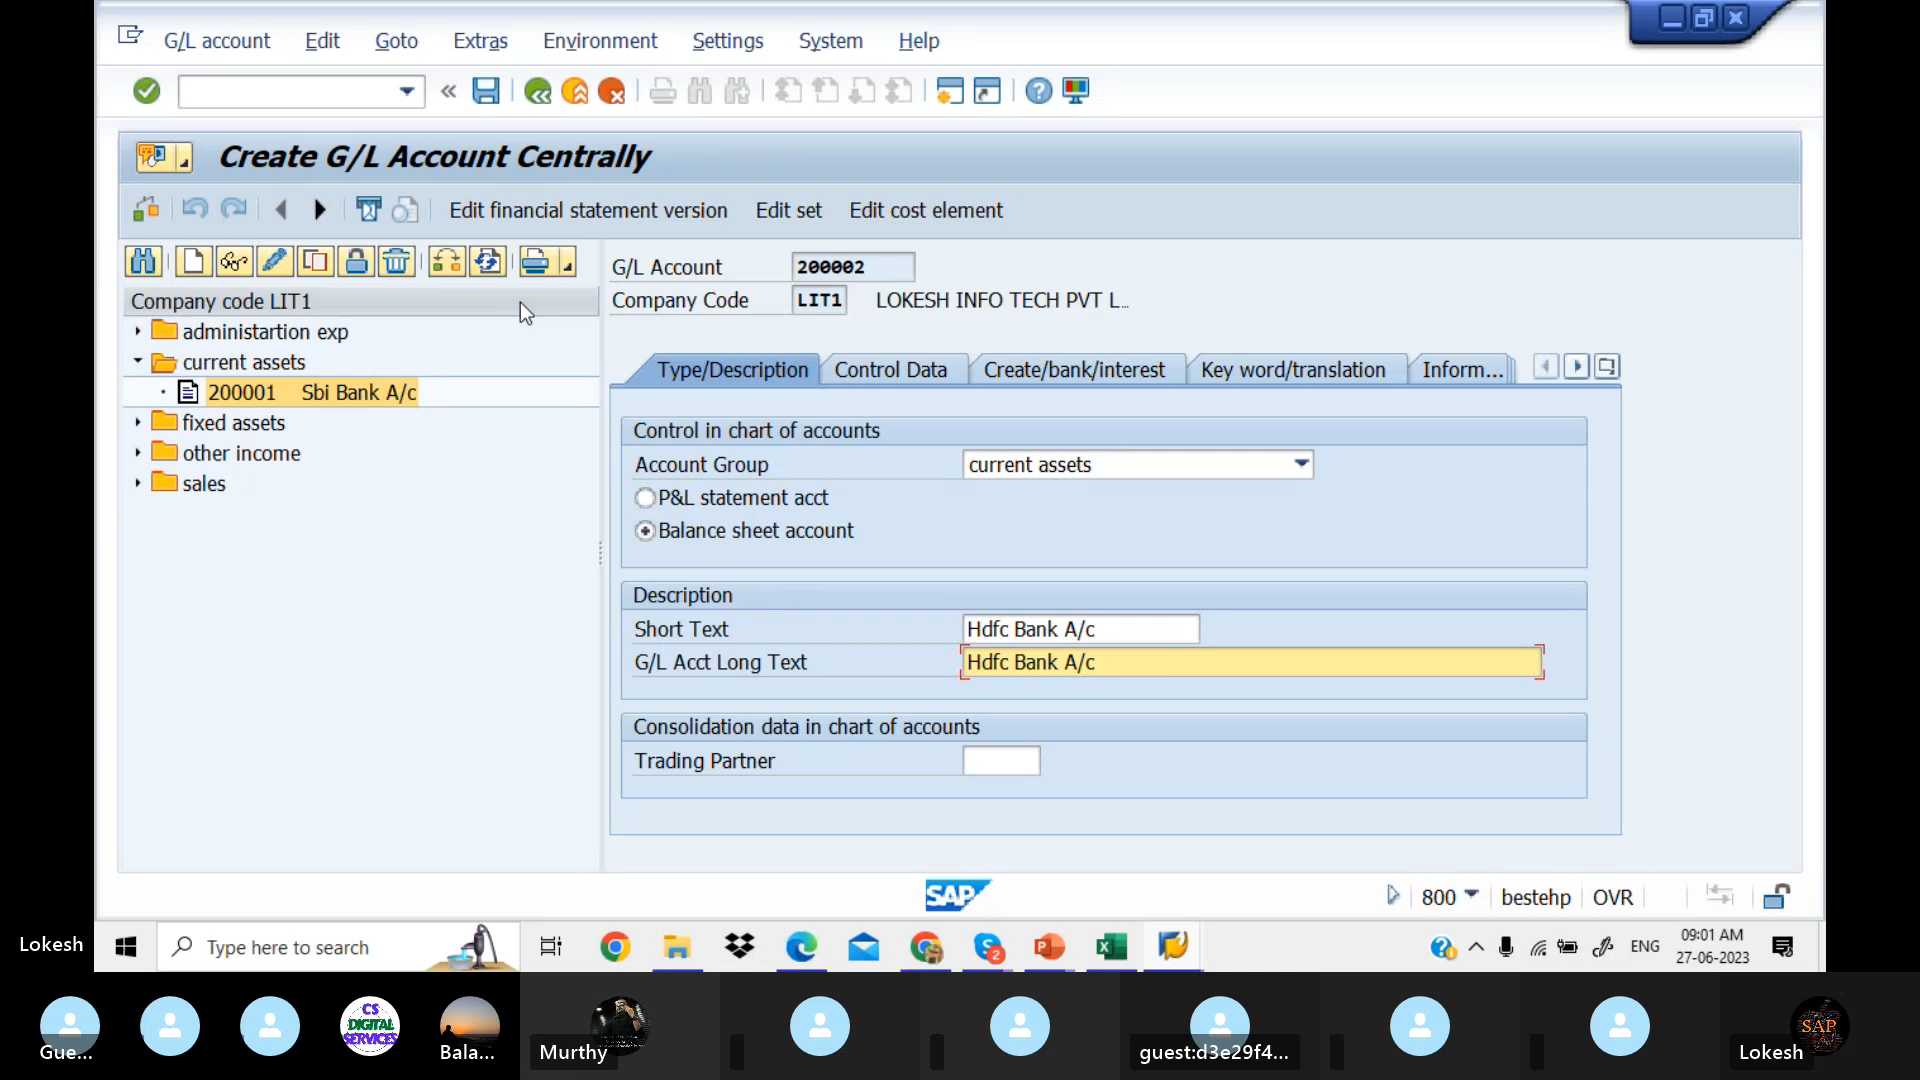 G/L account Edit Goto Extras Environment Settings System Help
Create G/L Account Centrally
Edit financial statement version Edit set Edit cost element
G/L Account 200002
Company Code LIT1 LOKESH INFO TECH PVT L...
Company code LIT1
administartion exp
current assets
200001 Sbi Bank A/c
fixed assets
other income
sales
Type/Description Control Data Create/bank/interest Key word/translation Inform...
Control in chart of accounts
Account Group current assets
P&L statement acct
Balance sheet account
Description
Short Text Hdfc Bank A/c
G/L Acct Long Text Hdfc Bank A/c
Consolidation data in chart of accounts
Trading Partner
SAP
800 bestehp OVR
Lokesh
Type here to search
2
ENG
09:01 AM
27-06-2023
Gue...
CS
DIGITAL
SERVICES
Bala...
Murthy
guest:d3e29f4...
SAP
Lokesh